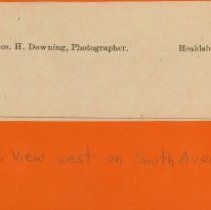 os. H. Downing, Photographer. Healdsb
. View west on South Ave